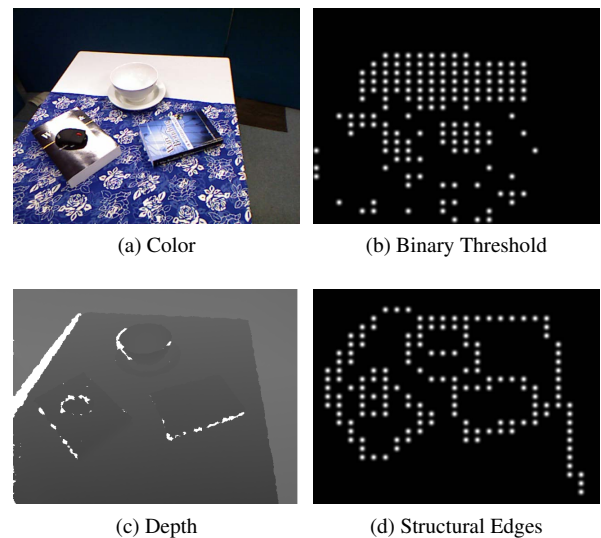 (a) Color
(b) Binary Threshold
(c) Depth
(d) Structural Edges